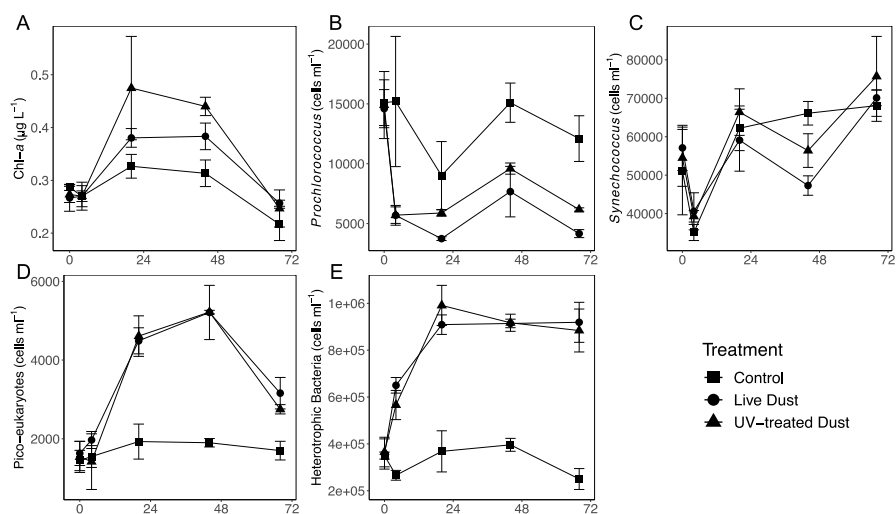 A
B
C
Chl−a (μg L−1)
0.5
0.4
0.3
0.2
0 24 48 72
Prochlorococcus (cells ml−1)
20000
15000
10000
5000
0 24 48 72
Synechococcus (cells ml−1)
80000
70000
60000
50000
40000
0 24 48 72
D
E
Pico−eukaryotes (cells ml−1)
6000
4000
2000
0 24 48 72
Heterotrophic Bacteria (cells ml−1)
1e+06
8e+05
6e+05
4e+05
2e+05
0 24 48 72
Treatment
Control
Live Dust
UV−treated Dust